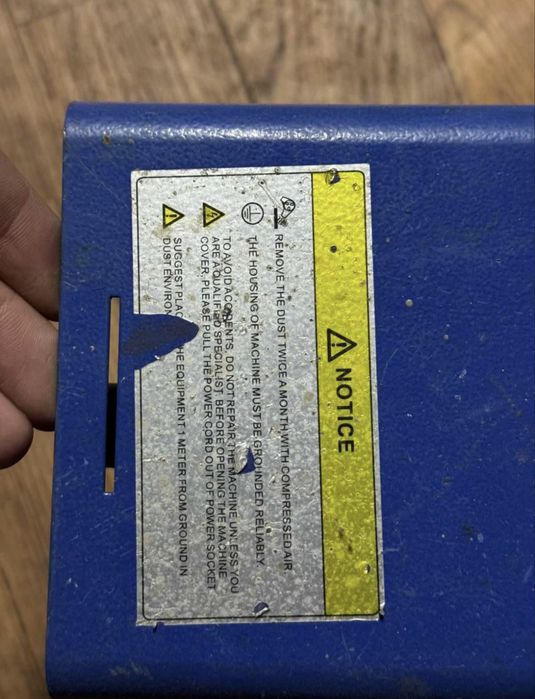 NOTICE
REMOVE THE DUST TWICE A MONTH WITH COMPRESSED AIR.
THE HOUSING OF MACHINE MUST BE GROUNDED RELIABLY.
TO AVOID ACCIDENTS, DO NOT REPAIR THE MACHINE UNLESS YOU
ARE A QUALIFIED SPECIALIST. BEFORE OPENING THE MACHINE
COVER, PLEASE PULL THE POWER CORD OUT OF POWER SOCKET
SUGGEST THE EQUIPMENT 1 METER FROM GROUND IN
DUST